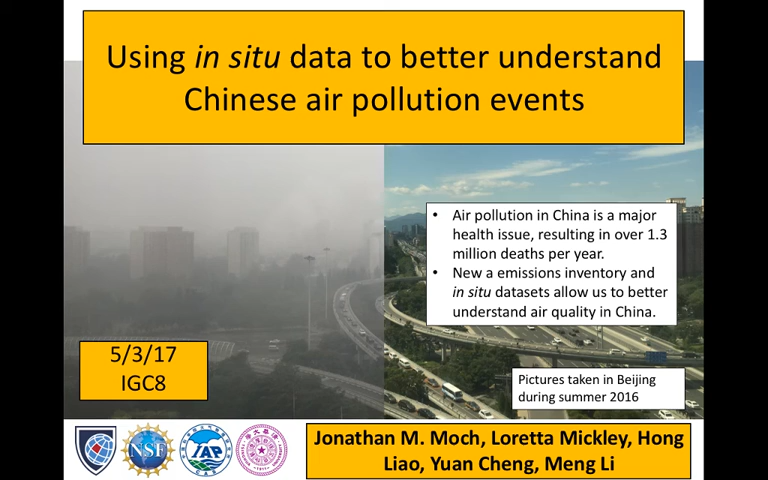 Using in situ data to better understand
Chinese air pollution events
• Air pollution in China is a major
health issue, resulting in over 1.3
million deaths per year.
• New a emissions inventory and
in situ datasets allow us to better
understand air quality in China.
5/3/17
IGC8
Pictures taken in Beijing
during summer 2016
NSF
IAP
Jonathan M. Moch, Loretta Mickley, Hong
Liao, Yuan Cheng, Meng Li